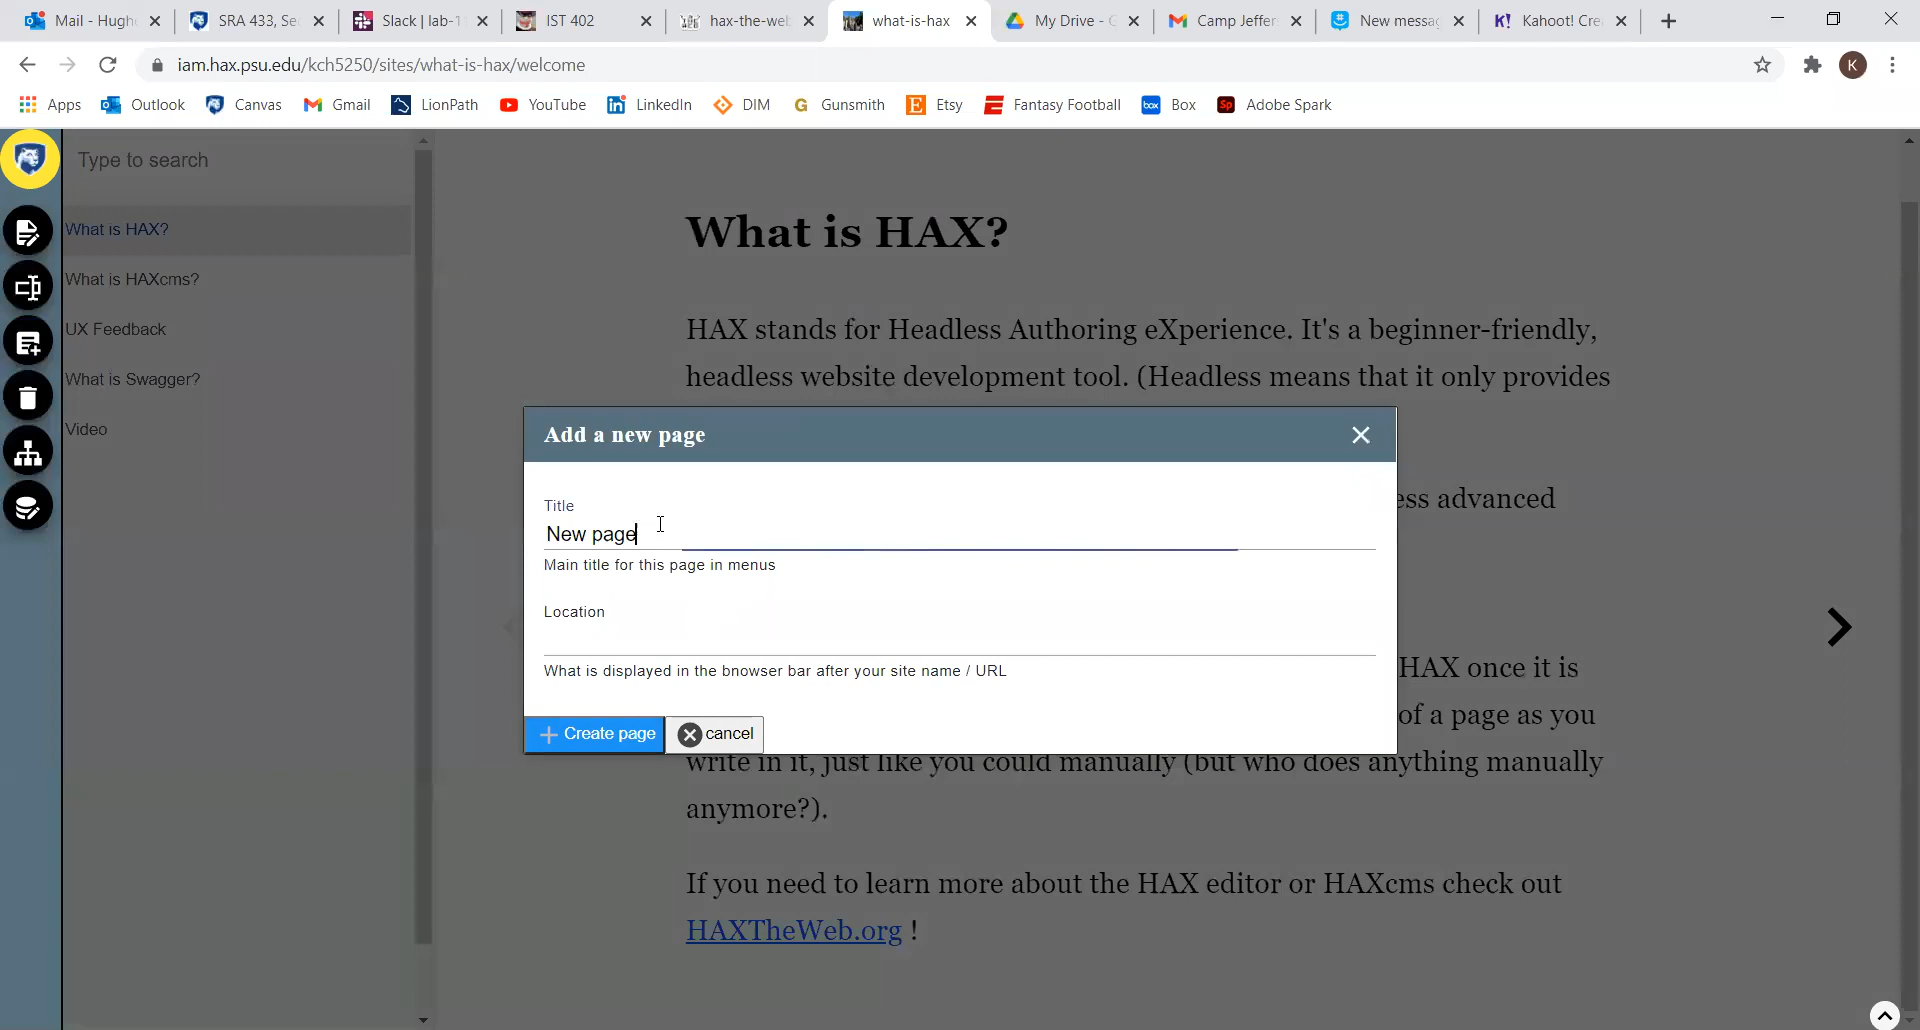 Mail - Hughe
SRA 433, Se
Slack | lab-1
IST 402
hax-the-web
what-is-hax
My Drive - G
Camp Jeffer
New messag
Kahoot! Cre
iam.hax.psu.edu/kch5250/sites/what-is-hax/welcome
K
Apps
Outlook
Canvas
Gmail
LionPath
YouTube
LinkedIn
DIM
Gunsmith
Etsy
Fantasy Football
Box
Adobe Spark
Type to search
What is HAX?
What is HAXcms?
UX Feedback
What is Swagger?
Video
What is HAX?
HAX stands for Headless Authoring eXperience. It's a beginner-friendly,
headless website development tool. (Headless means that it only provides
Add a new page
ess advanced
Title
New page
Main title for this page in menus
Location
What is displayed in the bnowser bar after your site name / URL
HAX once it is
of a page as you
Create page
cancel
write in it, just like you could manually (but who does anything manually
anymore?).
If you need to learn more about the HAX editor or HAXcms check out
HAXTheWeb.org !